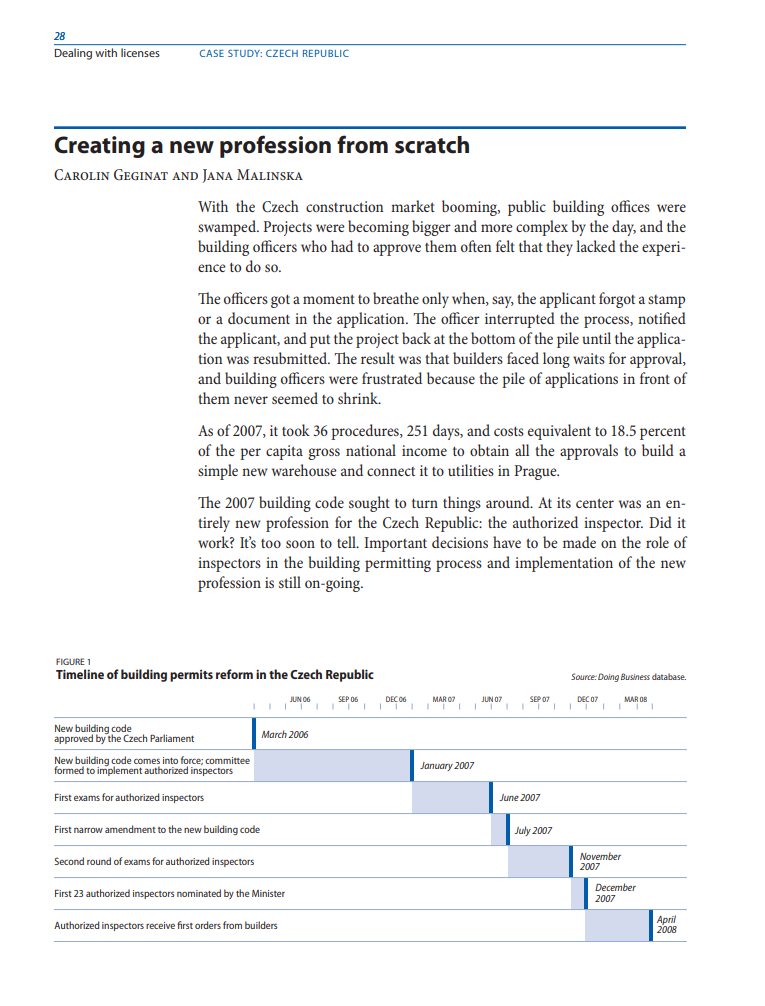 28
Dealing with licenses CASE STUDY: CZECH REPUBLIC
Creating a new profession from scratch
Carolin Geginat and Jana Malinska
With the Czech construction market booming, public building offices were
swamped. Projects were becoming bigger and more complex by the day, and the
building officers who had to approve them often felt that they lacked the experi-
ence to do so.
The officers got a moment to breathe only when, say, the applicant forgot a stamp
or a document in the application. The officer interrupted the process, notified
the applicant, and put the project back at the bottom of the pile until the applica-
tion was resubmitted. The result was that builders faced long waits for approval,
and building officers were frustrated because the pile of applications in front of
them never seemed to shrink.
As of 2007, it took 36 procedures, 251 days, and costs equivalent to 18.5 percent
of the per capita gross national income to obtain all the approvals to build a
simple new warehouse and connect it to utilities in Prague.
The 2007 building code sought to turn things around. At its center was an en-
tirely new profession for the Czech Republic: the authorized inspector. Did it
work? It's too soon to tell. Important decisions have to be made on the role of
inspectors in the building permitting process and implementation of the new
profession is still on-going.
FIGURE 1
Timeline of building permits reform in the Czech Republic
Source: Doing Business database.
JUN 06 SEP 06 DEC 06 MAR 07 JUN 07 SEP 07 DEC 07 MAR 08
New building code
approved by the Czech Parliament
March 2006
New building code comes into force; committee
formed to implement authorized inspectors
January 2007
First exams for authorized inspectors
June 2007
First narrow amendment to the new building code
July 2007
Second round of exams for authorized inspectors
November
2007
First 23 authorized inspectors nominated by the Minister
December
2007
Authorized inspectors receive first orders from builders
April
2008